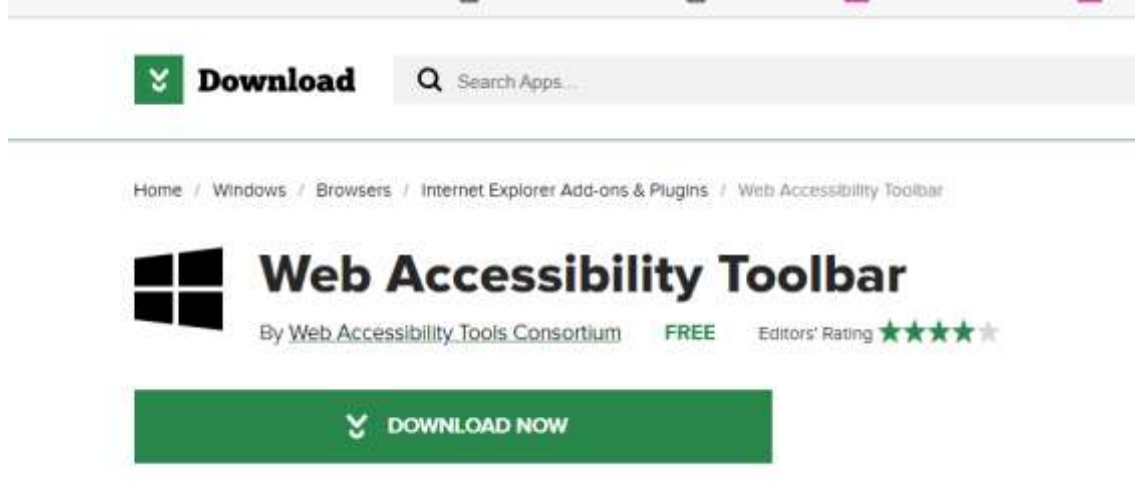 Download
Search Apps...
Home / Windows / Browsers / Internet Explorer Add-ons & Plugins / Web Accessibility Toolbar
Web Accessibility Toolbar
By Web Accessibility Tools Consortium FREE Editors' Rating
DOWNLOAD NOW